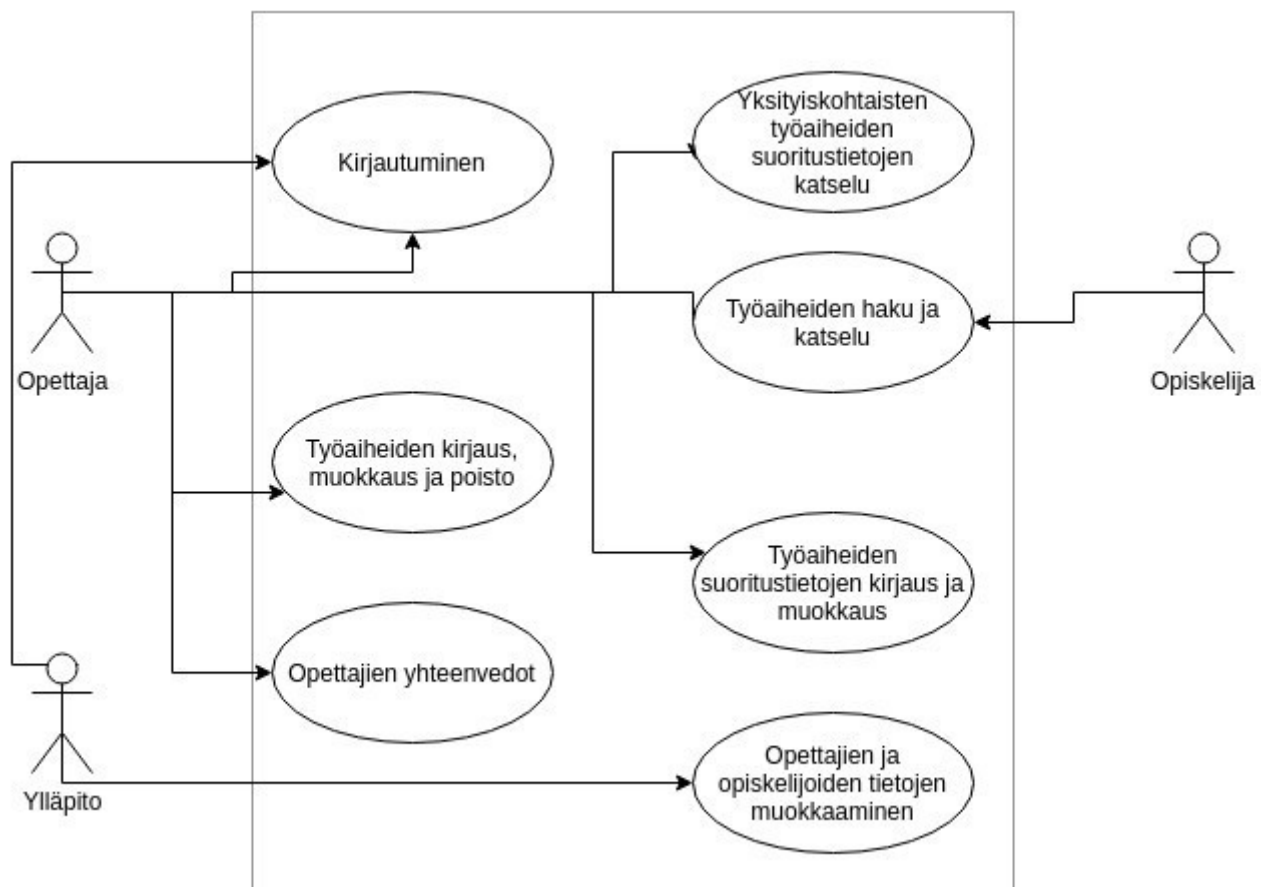 Kirjautuminen
Yksityiskohtaisten
työaiheiden
suoritustietojen
katselu
Opettaja
Työaiheiden haku ja
katselu
Opiskelija
Työaiheiden kirjaus,
muokkaus ja poisto
Työaiheiden
suoritustietojen kirjaus ja
muokkaus
Opettajien yhteenvedot
Ylläpito
Opettajien ja
opiskelijoiden tietojen
muokkaaminen